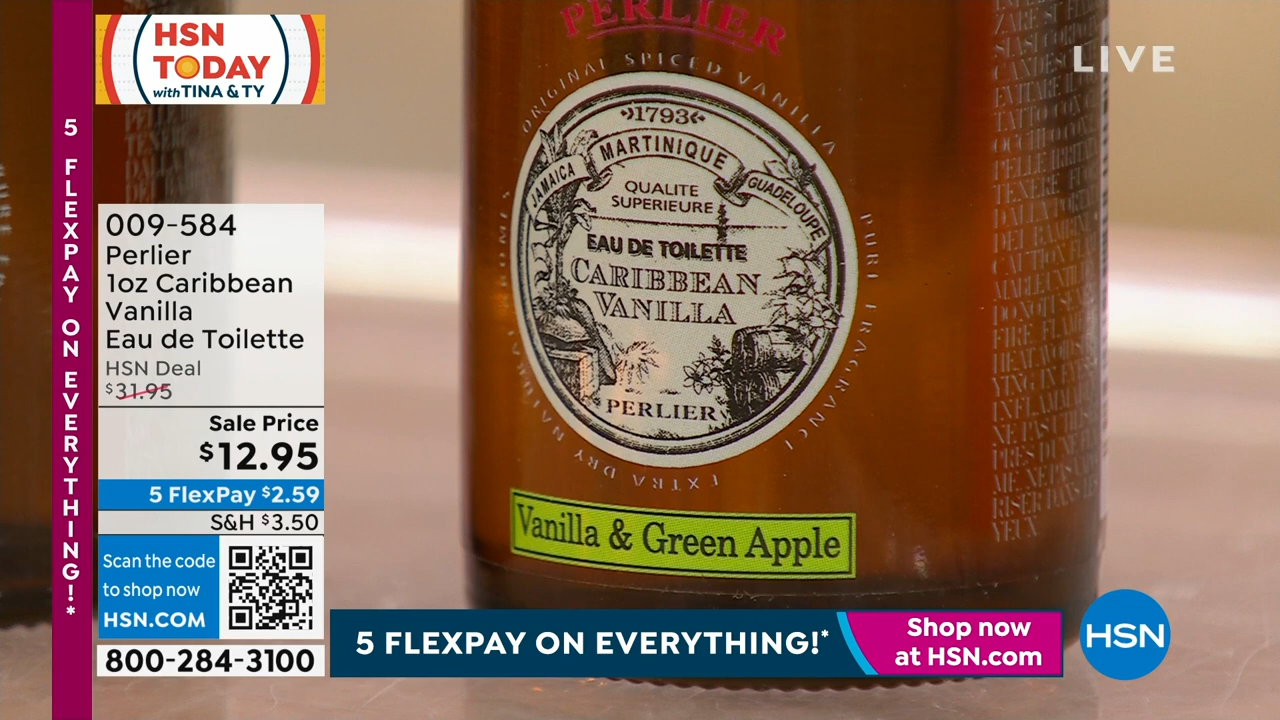 HSN
TODAY
with TINA & TY
LIVE
5 FLEXPAY ON EVERYTHING!*
009-584
Perlier
1oz Caribbean
Vanilla
Eau de Toilette
HSN Deal
$31.95
Sale Price
$12.95
5 FlexPay $2.59
S&H $3.50
Scan the code
to shop now
HSN.COM
800-284-3100
PERLIER
ORIGINAL SPICED VANILLA
PURE FRAGRANCE
EXTRA DRY
1793
JAMAICA MARTINIQUE GUADELOUPE
QUALITE
SUPERIEURE
EAU DE TOILETTE
CARIBBEAN
VANILLA
PERLIER
Vanilla & Green Apple
YEUX
5 FLEXPAY ON EVERYTHING!*
Shop now
at HSN.com
HSN